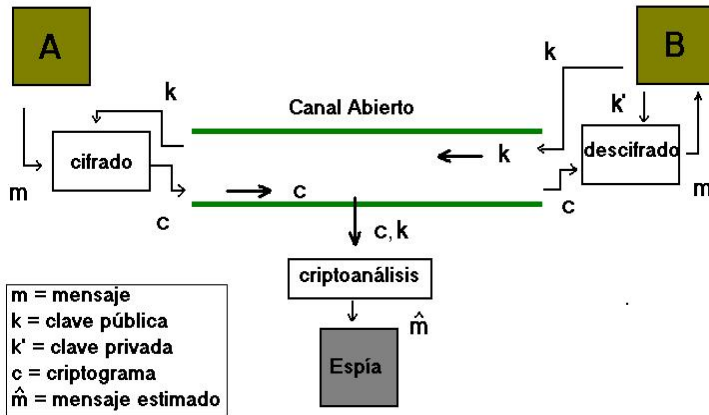 A
B
k
k
Canal Abierto
k'
cifrado
k
descifrado
m
c
c
c
m
c, k
criptoanálisis
m̂
Espía
m = mensaje
k = clave pública
k' = clave privada
c = criptograma
m̂ = mensaje estimado